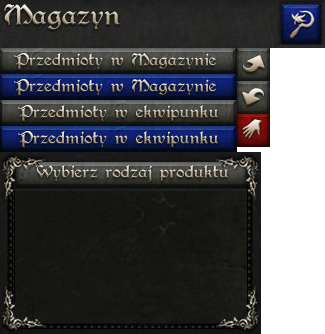 Magazyn
Przedmioty w Magazynie
Przedmioty w Magazynie
Przedmioty w ekwipunku
Przedmioty w ekwipunku
Wybierz rodzaj produktu